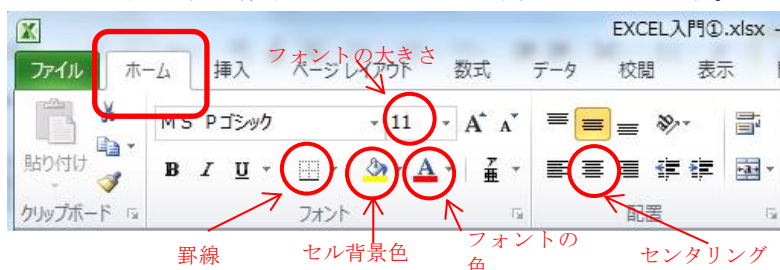 EXCEL入門①.xlsx -
ファイル ホーム 挿入 ページ レイアウト 数式 データ 校閲 表示
フォントの大きさ
MS Pゴシック 11 A A
貼り付け B I U A ア亜 a
クリップボード フォント 配置
罫線 セル背景色 フォントの色 センタリング